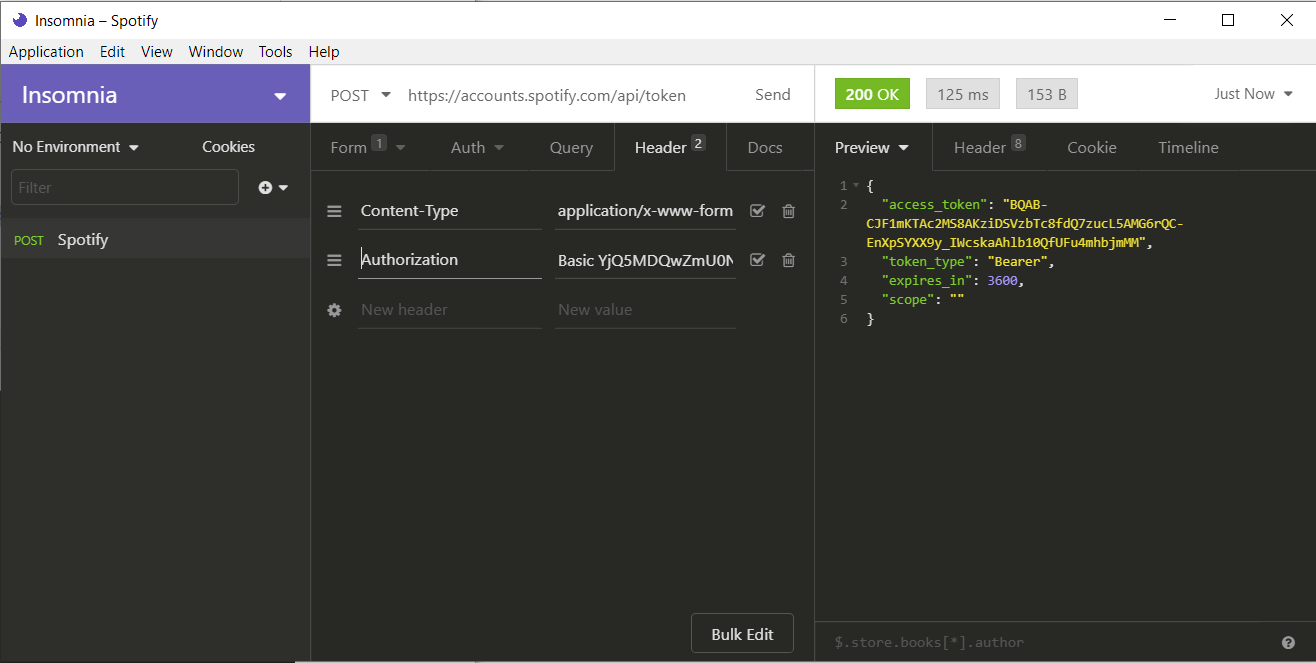 Insomnia – Spotify
Application Edit View Window Tools Help
Insomnia
POST https://accounts.spotify.com/api/token Send
200 OK 125 ms 153 B Just Now
No Environment Cookies
Form 1 Auth Query Header 2 Docs
Preview Header 8 Cookie Timeline
Filter
POST Spotify
Content-Type application/x-www-form
Authorization Basic YjQ5MDQwZmU0N
New header New value
Bulk Edit
1 {
2 "access_token": "BQAB-
CJF1mKTAc2MS8AKziDSVzbTc8fdQ7zucL5AMG6rQC-
EnXpSYXX9y_IWcskaAhlb10QfUFu4mhbjmMM",
3 "token_type": "Bearer",
4 "expires_in": 3600,
5 "scope": ""
6 }
$.store.books[*].author